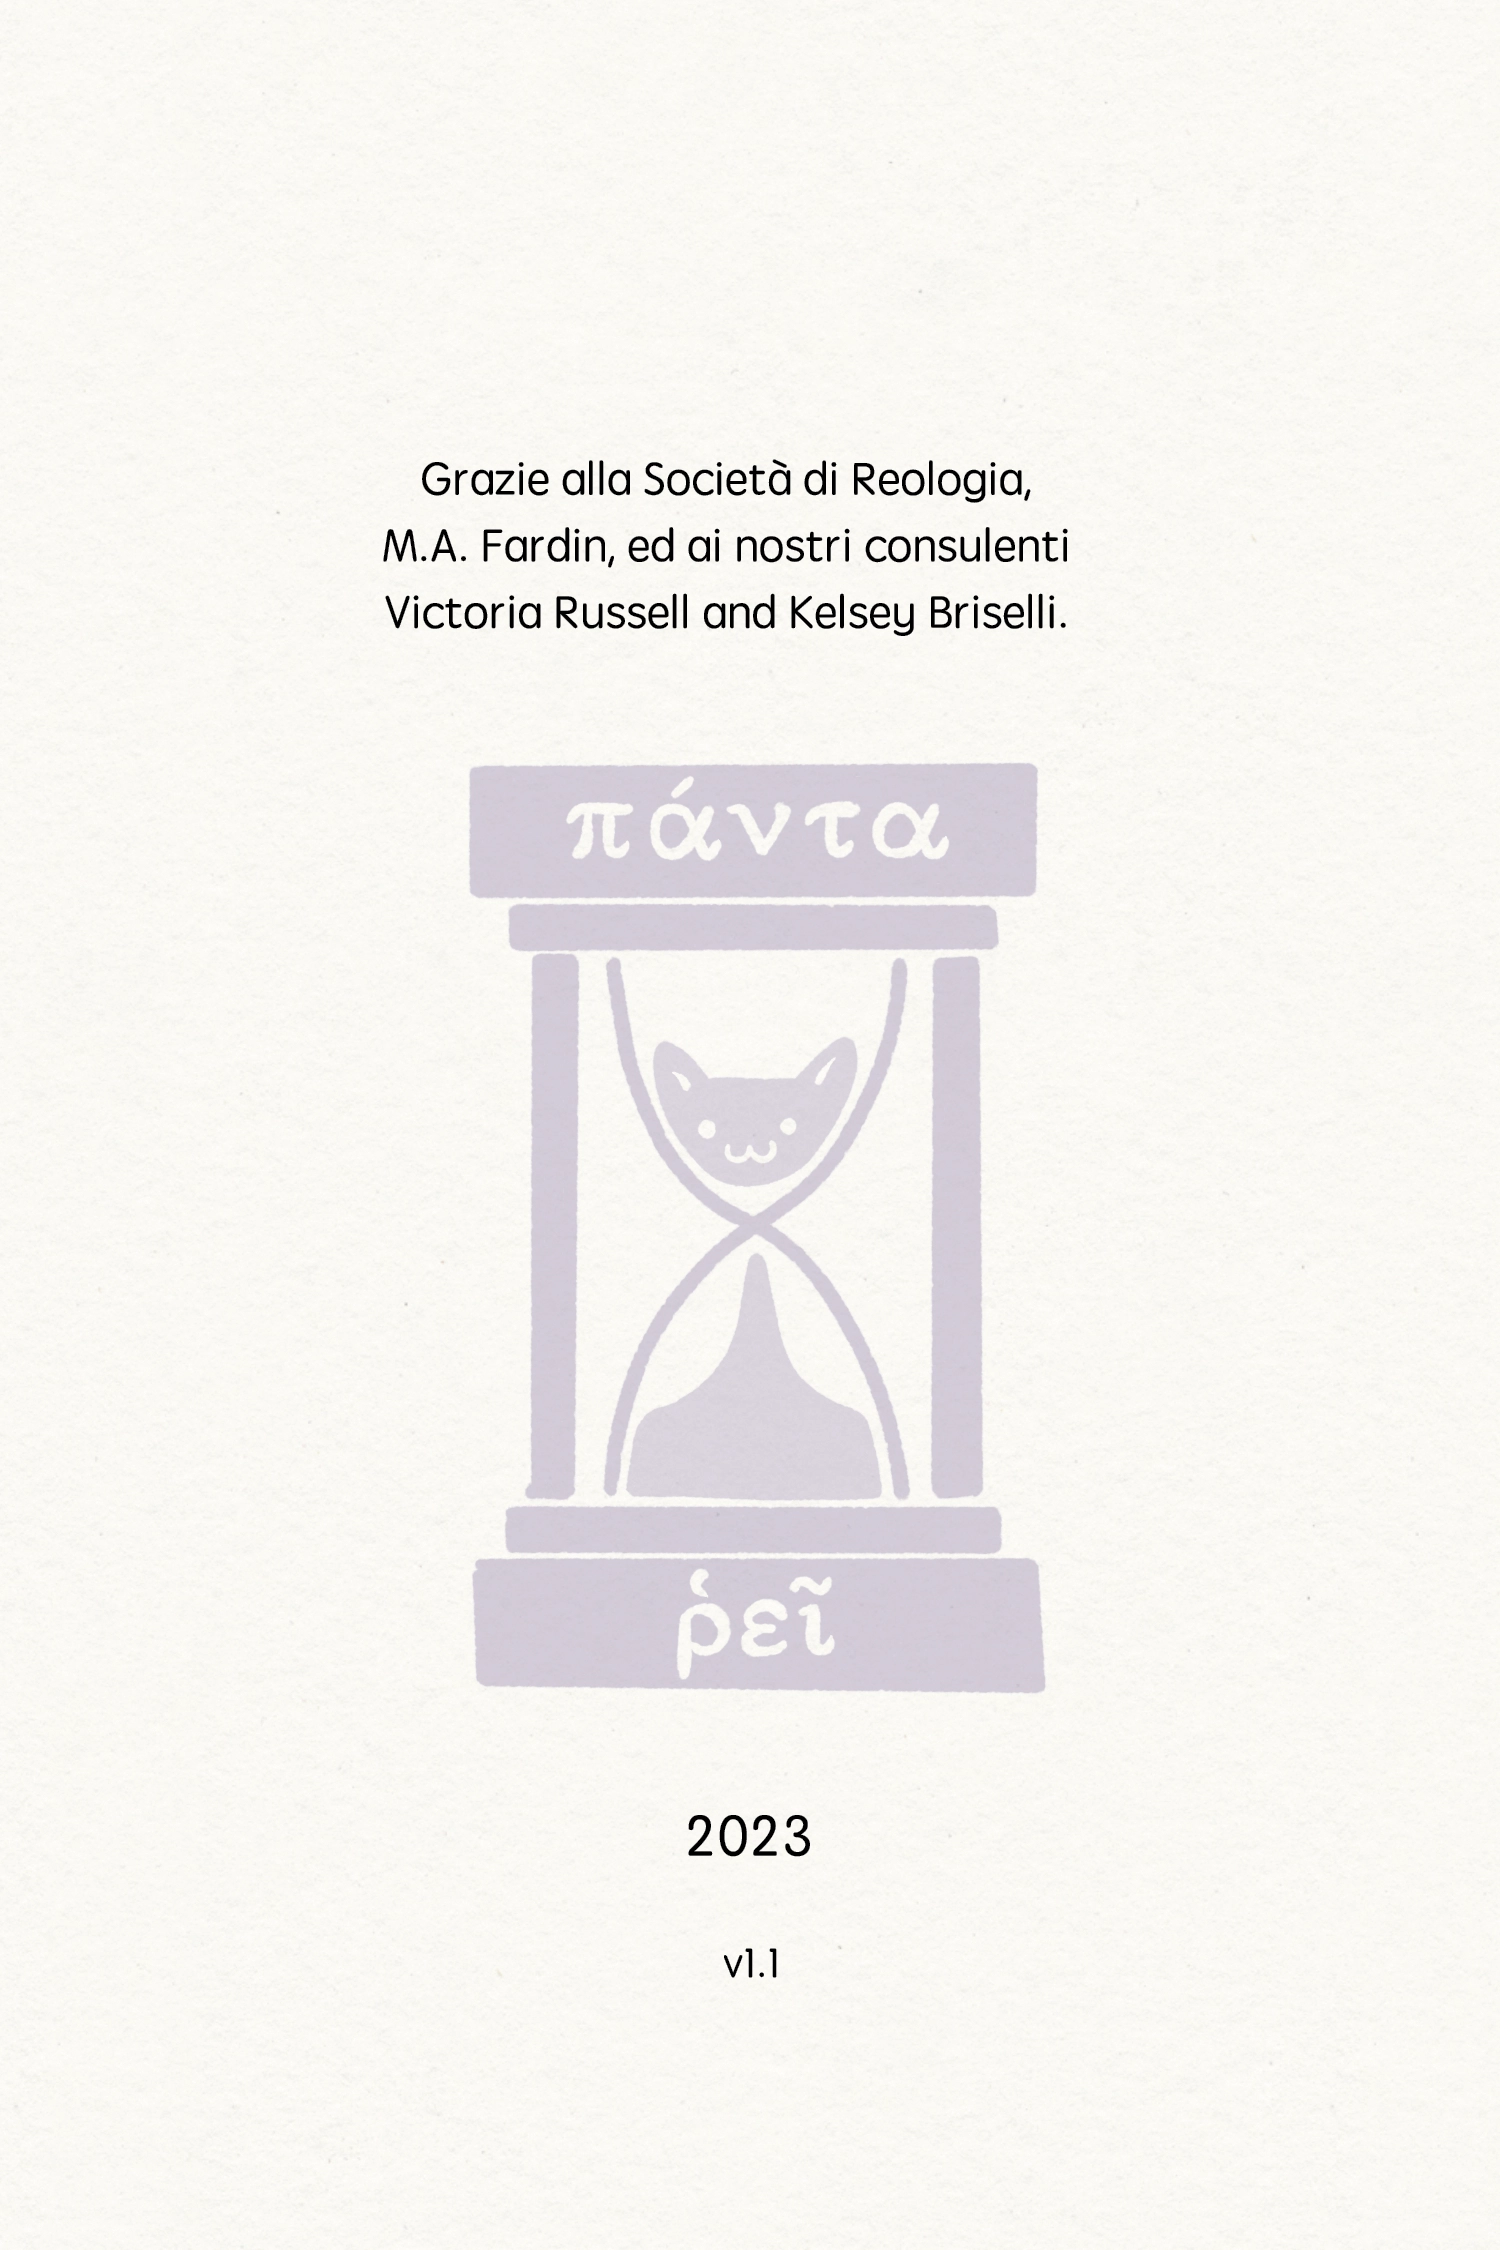 Grazie alla Società di Reologia,
M.A. Fardin, ed ai nostri consulenti
Victoria Russell and Kelsey Briselli.
πάντα
ῥεῖ
2023
v1.1